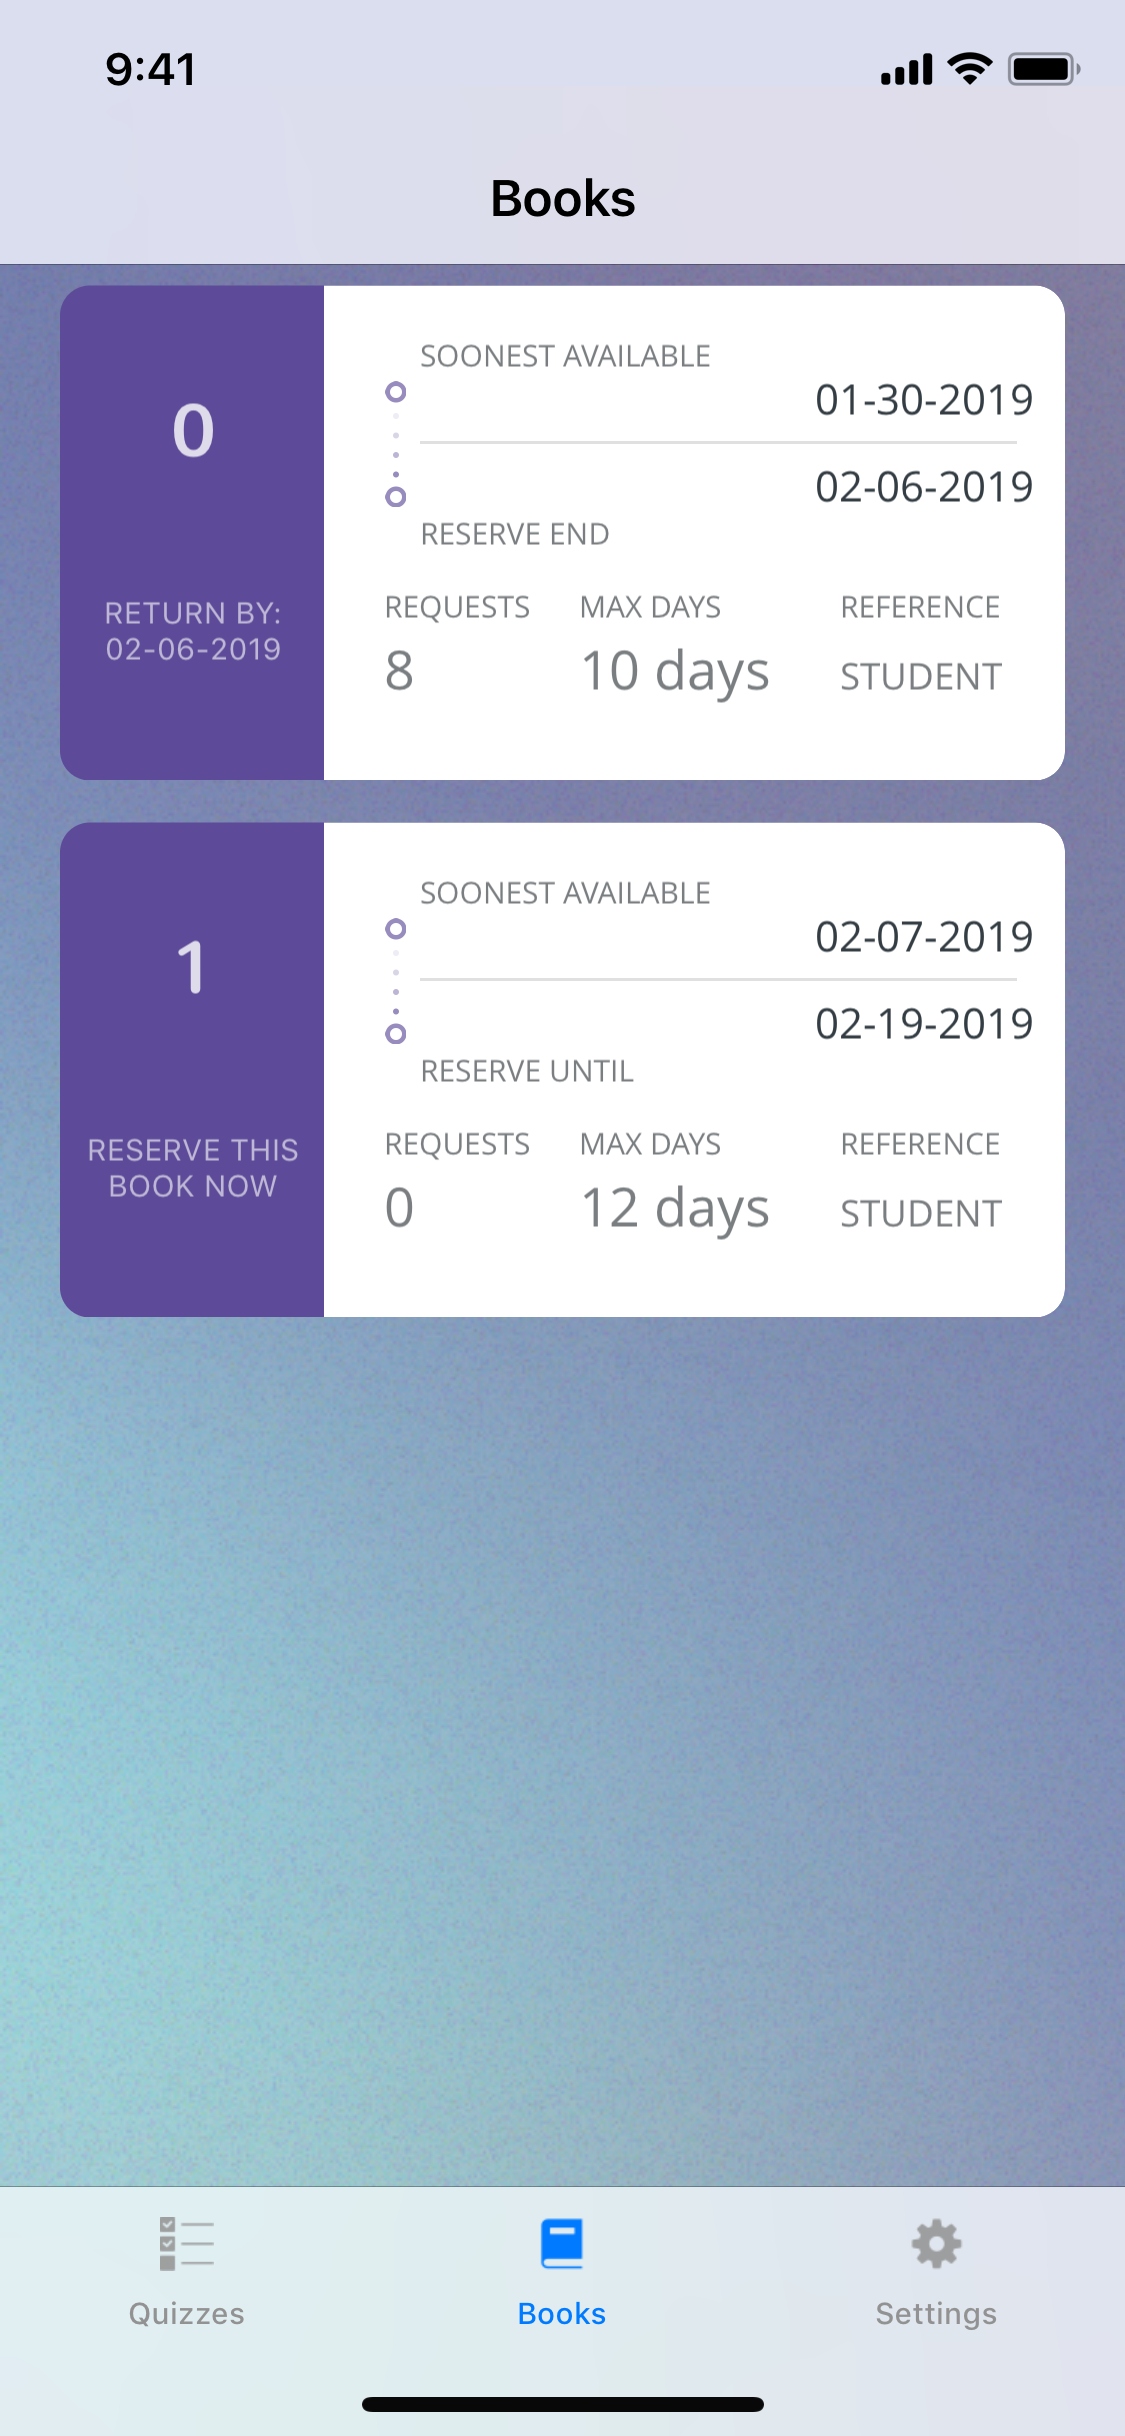 9:41
Books
0
RETURN BY:
02-06-2019
SOONEST AVAILABLE
01-30-2019
02-06-2019
RESERVE END
REQUESTS MAX DAYS REFERENCE
8 10 days STUDENT
1
RESERVE THIS
BOOK NOW
SOONEST AVAILABLE
02-07-2019
02-19-2019
RESERVE UNTIL
REQUESTS MAX DAYS REFERENCE
0 12 days STUDENT
Quizzes Books Settings